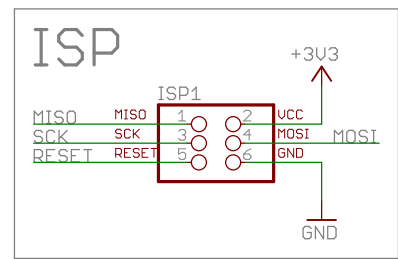 ISP
+3V3
ISP1
MISO MISO 1 2 VCC
SCK SCK 3 4 MOSI MOSI
RESET RESET 5 6 GND
GND